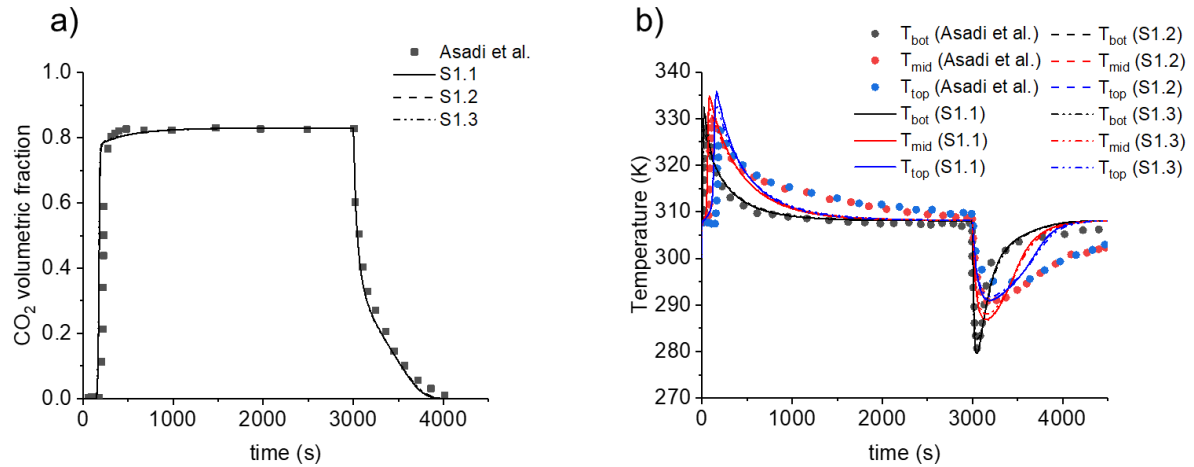 a)
Asadi et al.
S1.1
S1.2
S1.3
1.0
0.8
0.6
0.4
0.2
0.0
0
1000
2000
3000
4000
CO2 volumetric fraction
time (s)
b)
Tbot (Asadi et al.)
Tmid (Asadi et al.)
Ttop (Asadi et al.)
Tbot (S1.1)
Tmid (S1.1)
Ttop (S1.1)
Tbot (S1.2)
Tmid (S1.2)
Ttop (S1.2)
Tbot (S1.3)
Tmid (S1.3)
Ttop (S1.3)
340
330
320
310
300
290
280
270
0
1000
2000
3000
4000
Temperature (K)
time (s)